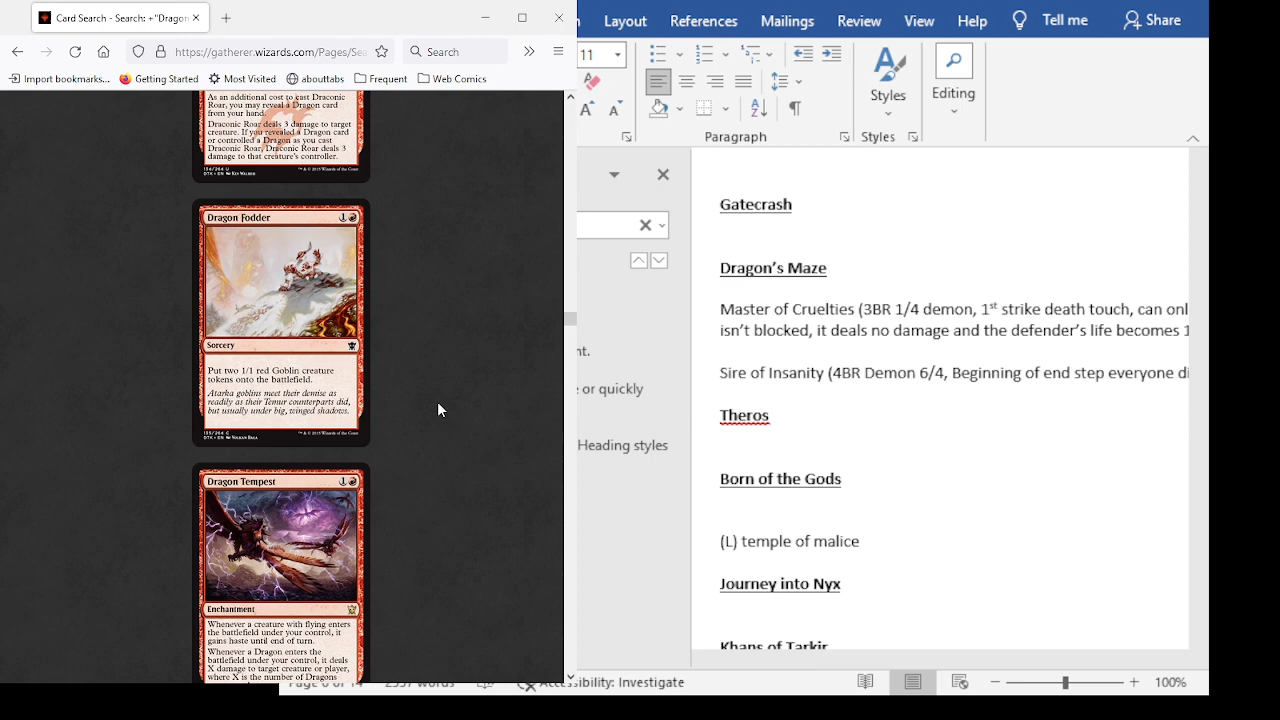 Card Search - Search: +"Dragon
https://gatherer.wizards.com/Pages/Sea
Search
Import bookmarks...
Getting Started
Most Visited
abouttabs
Frequent
Web Comics
As an additional cost to cast Draconic
Roar, you may reveal a Dragon card
from your hand.
Draconic Roar deals 3 damage to target
creature. If you revealed a Dragon card
or controlled a Dragon as you cast
Draconic Roar, Draconic Roar deals 3
damage to that creature's controller.
Dragon Fodder
1
Sorcery
Put two 1/1 red Goblin creature
tokens onto the battlefield.
Atarka goblins meet their demise as
readily as their Temur counterparts did,
but usually under big, winged shadows.
Dragon Tempest
1
Enchantment
Whenever a creature with flying enters
the battlefield under your control, it
gains haste until end of turn.
Whenever a Dragon enters the
battlefield under your control, it deals
X damage to target creature or player,
where X is the number of Dragons
Layout
References
Mailings
Review
View
Help
Tell me
Share
11
Styles
Editing
Paragraph
Styles
nt.
e or quickly
Heading styles
Gatecrash
Dragon's Maze
Master of Cruelties (3BR 1/4 demon, 1st strike death touch, can onl
isn't blocked, it deals no damage and the defender's life becomes 1
Sire of Insanity (4BR Demon 6/4, Beginning of end step everyone di
Theros
Born of the Gods
(L) temple of malice
Journey into Nyx
Khans of Tarkir
words
Accessibility: Investigate
100%